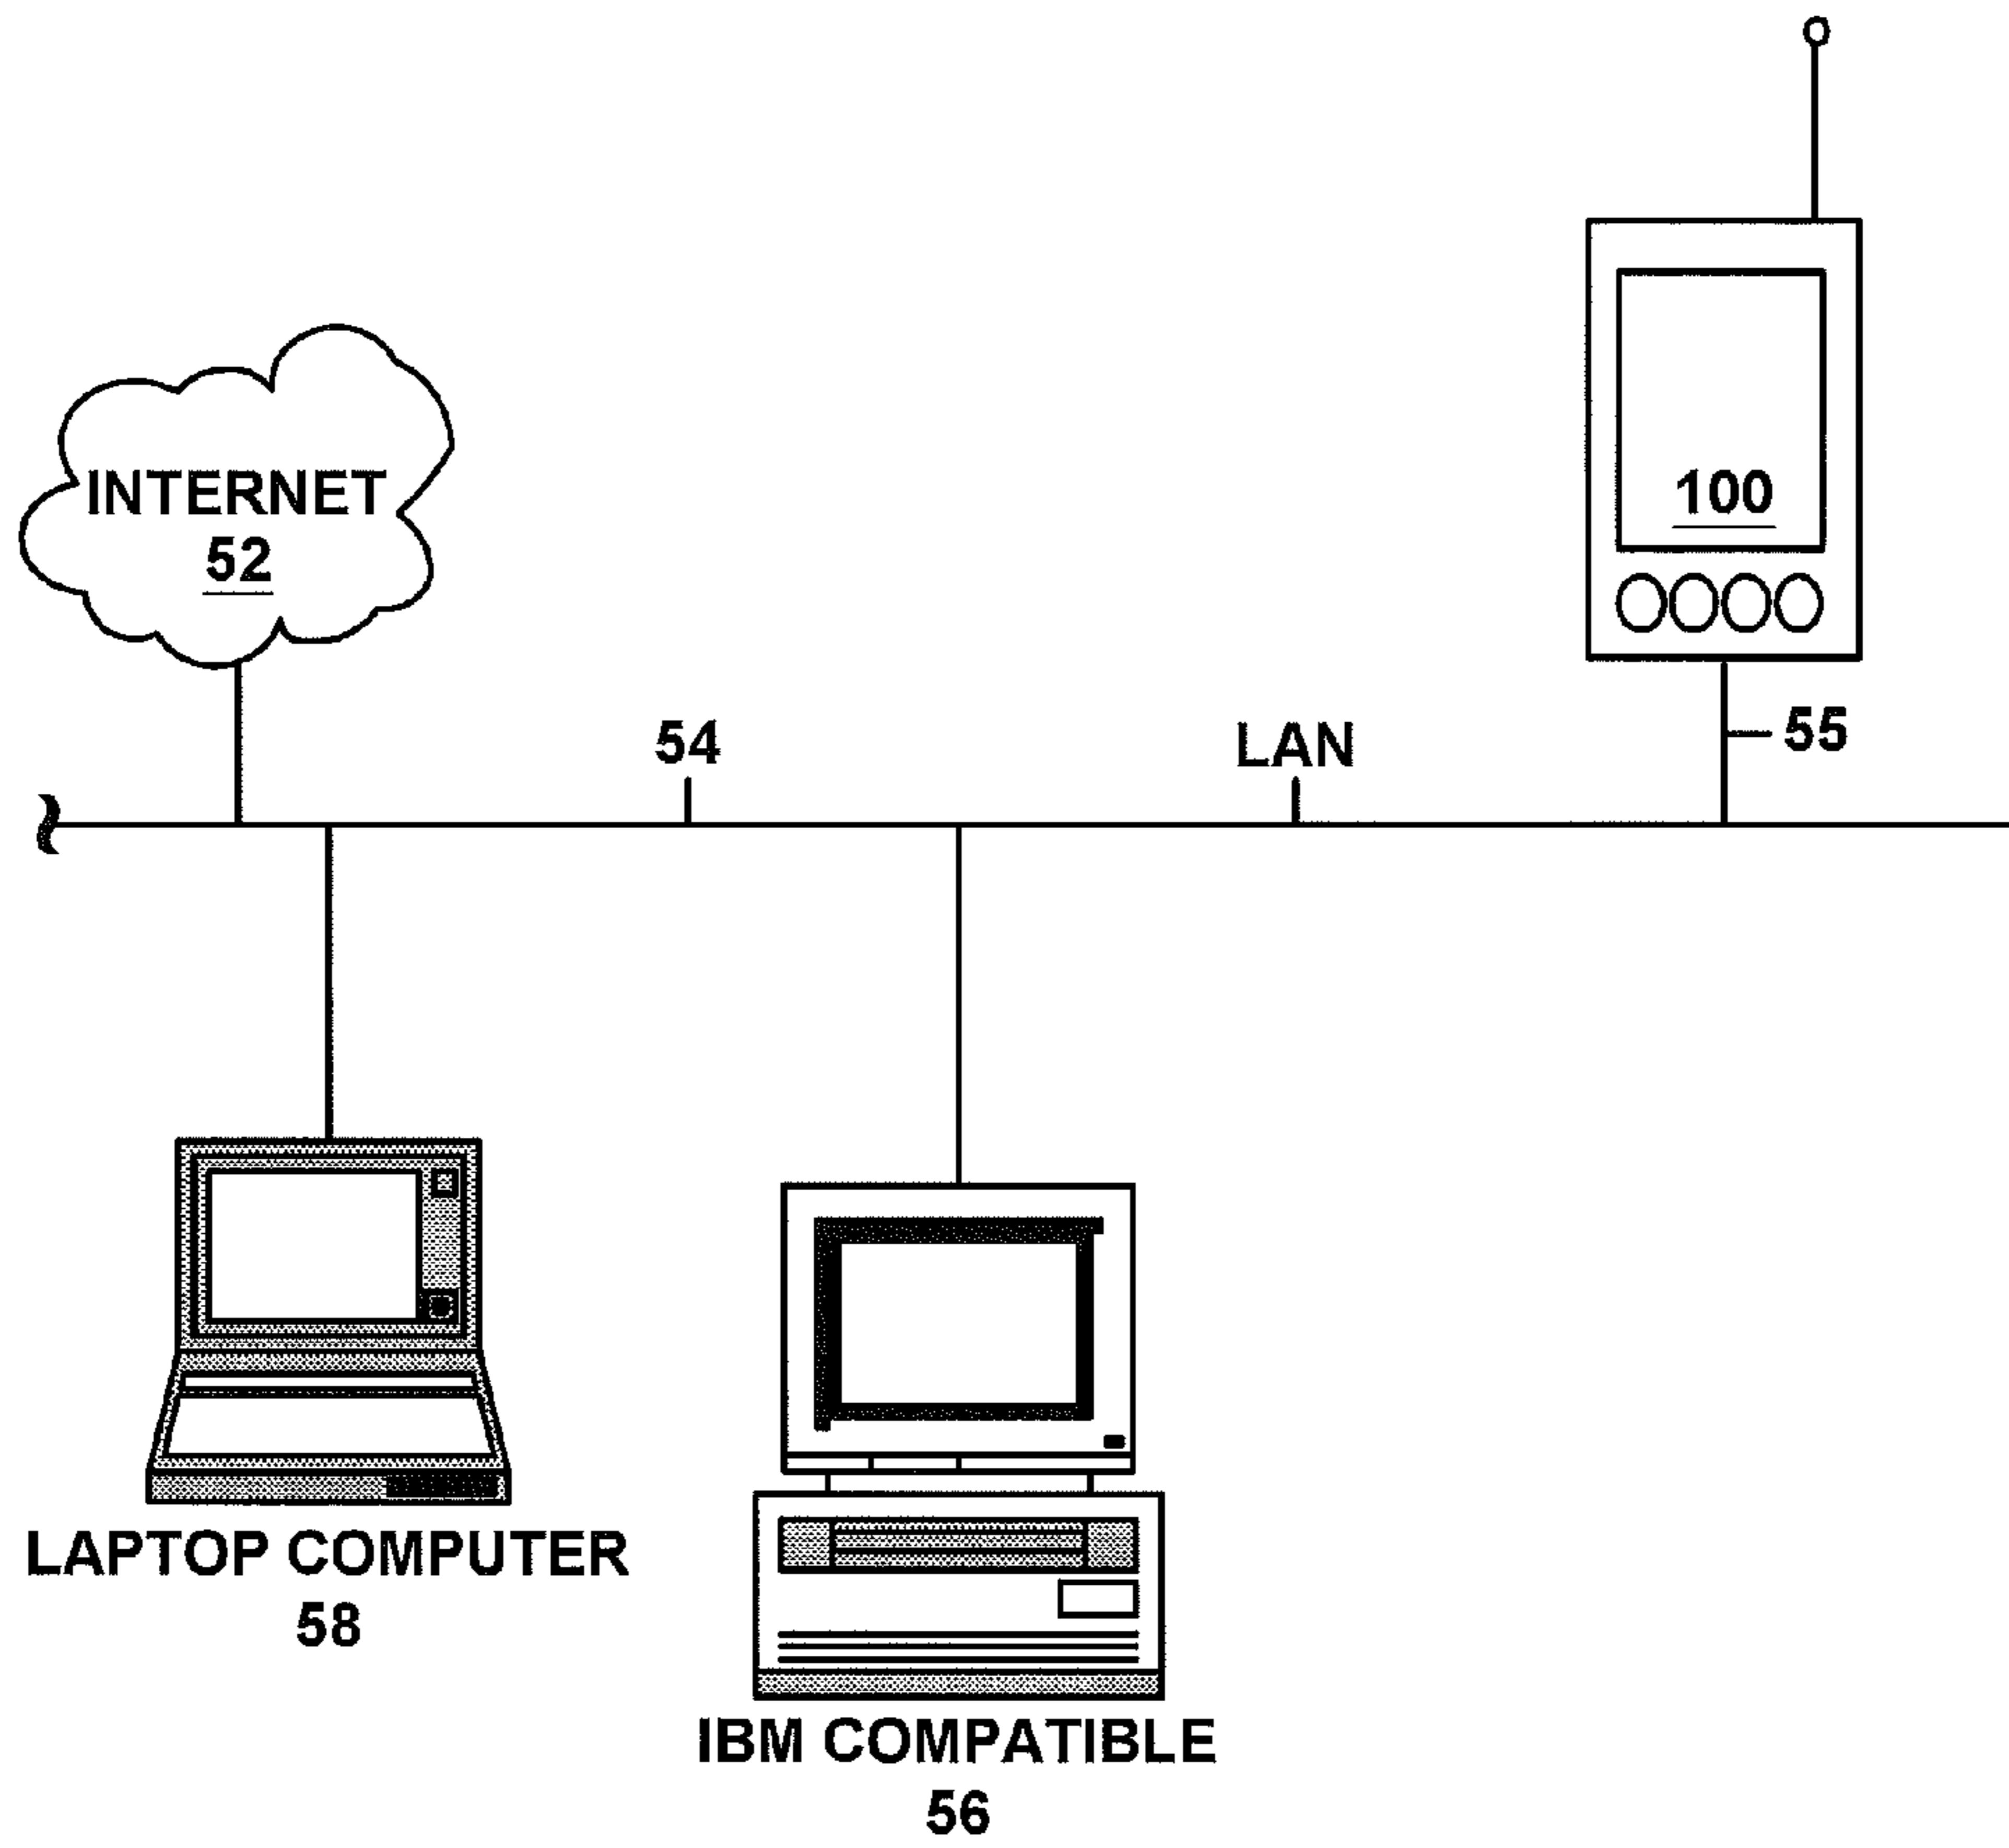 INTERNET
52
100
54
LAN
55
LAPTOP COMPUTER
58
IBM COMPATIBLE
56